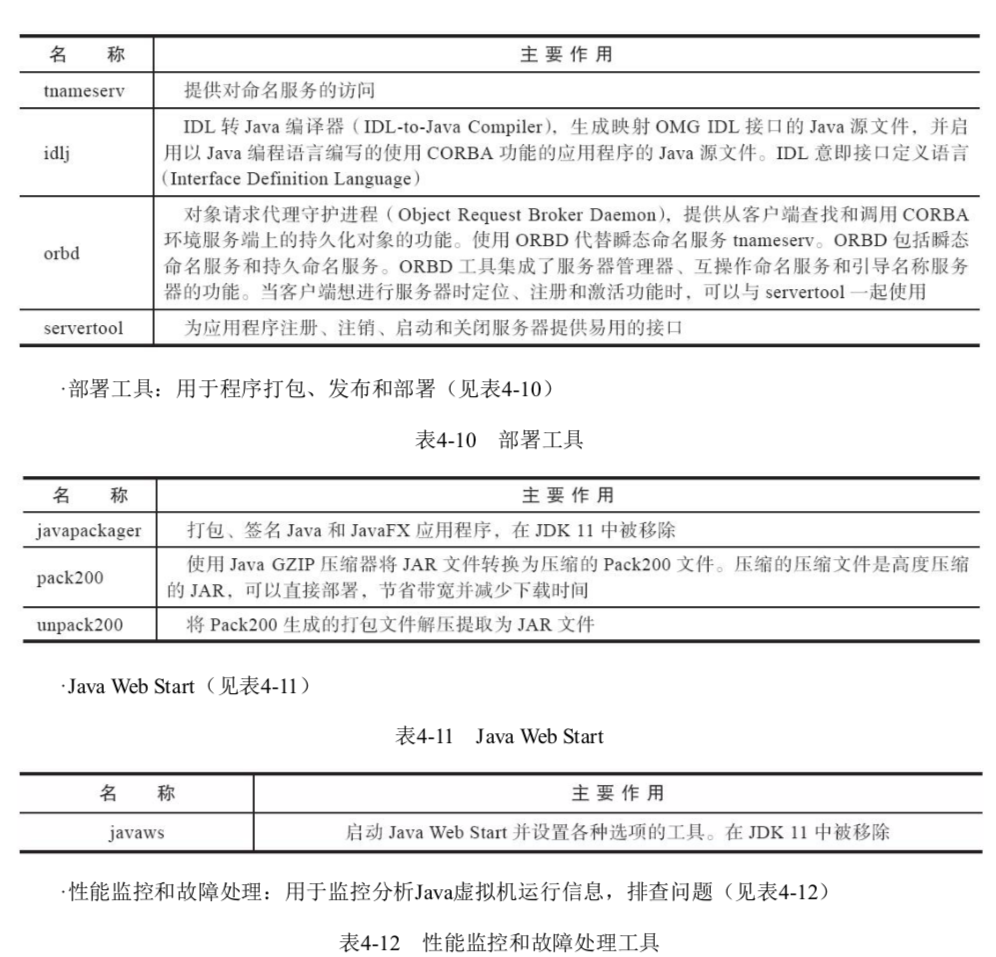 名 称 主 要 作 用
tnameserv 提供对命名服务的访问
IDL 转 Java 编译器（IDL-to-Java Compiler），生成映射 OMG IDL 接口的 Java 源文件，并启
idlj 用以 Java 编程语言编写的使用 CORBA 功能的应用程序的 Java 源文件。IDL 意即接口定义语言
（Interface Definition Language）
对象请求代理守护进程（Object Request Broker Daemon），提供从客户端查找和调用 CORBA
环境服务端上的持久化对象的功能。使用 ORBD 代替瞬态命名服务 tnameserv。ORBD 包括瞬态
orbd
命名服务和持久命名服务。ORBD 工具集成了服务器管理器、互操作命名服务和引导名称服务
器的功能。当客户端想进行服务器时定位、注册和激活功能时，可以与 servertool 一起使用
servertool 为应用程序注册、注销、启动和关闭服务器提供易用的接口
·部署工具：用于程序打包、发布和部署（见表4-10）
表4-10 部署工具
名 称 主 要 作 用
javapackager 打包、签名 Java 和 JavaFX 应用程序，在 JDK 11 中被移除
使用 Java GZIP 压缩器将 JAR 文件转换为压缩的 Pack200 文件。压缩的压缩文件是高度压缩
pack200
的 JAR，可以直接部署，节省带宽并减少下载时间
unpack200 将 Pack200 生成的打包文件解压提取为 JAR 文件
·Java Web Start（见表4-11）
表4-11 Java Web Start
名 称 主 要 作 用
javaws 启动 Java Web Start 并设置各种选项的工具。在 JDK 11 中被移除
·性能监控和故障处理：用于监控分析Java虚拟机运行信息，排查问题（见表4-12）
表4-12 性能监控和故障处理工具